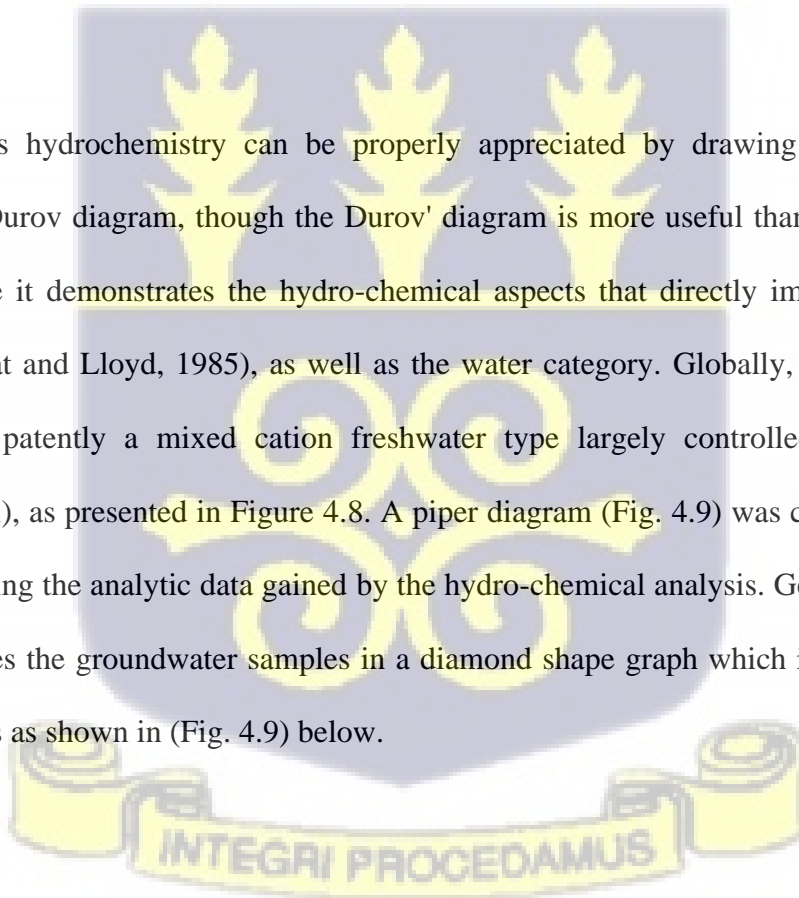 s hydrochemistry can be properly appreciated by drawing
Durov diagram, though the Durov' diagram is more useful than
e it demonstrates the hydro-chemical aspects that directly im
at and Lloyd, 1985), as well as the water category. Globally,
patently a mixed cation freshwater type largely controlle
), as presented in Figure 4.8. A piper diagram (Fig. 4.9) was c
ing the analytic data gained by the hydro-chemical analysis. Ge
es the groundwater samples in a diamond shape graph which i
s as shown in (Fig. 4.9) below.
INTEGRI PROCEDAMUS